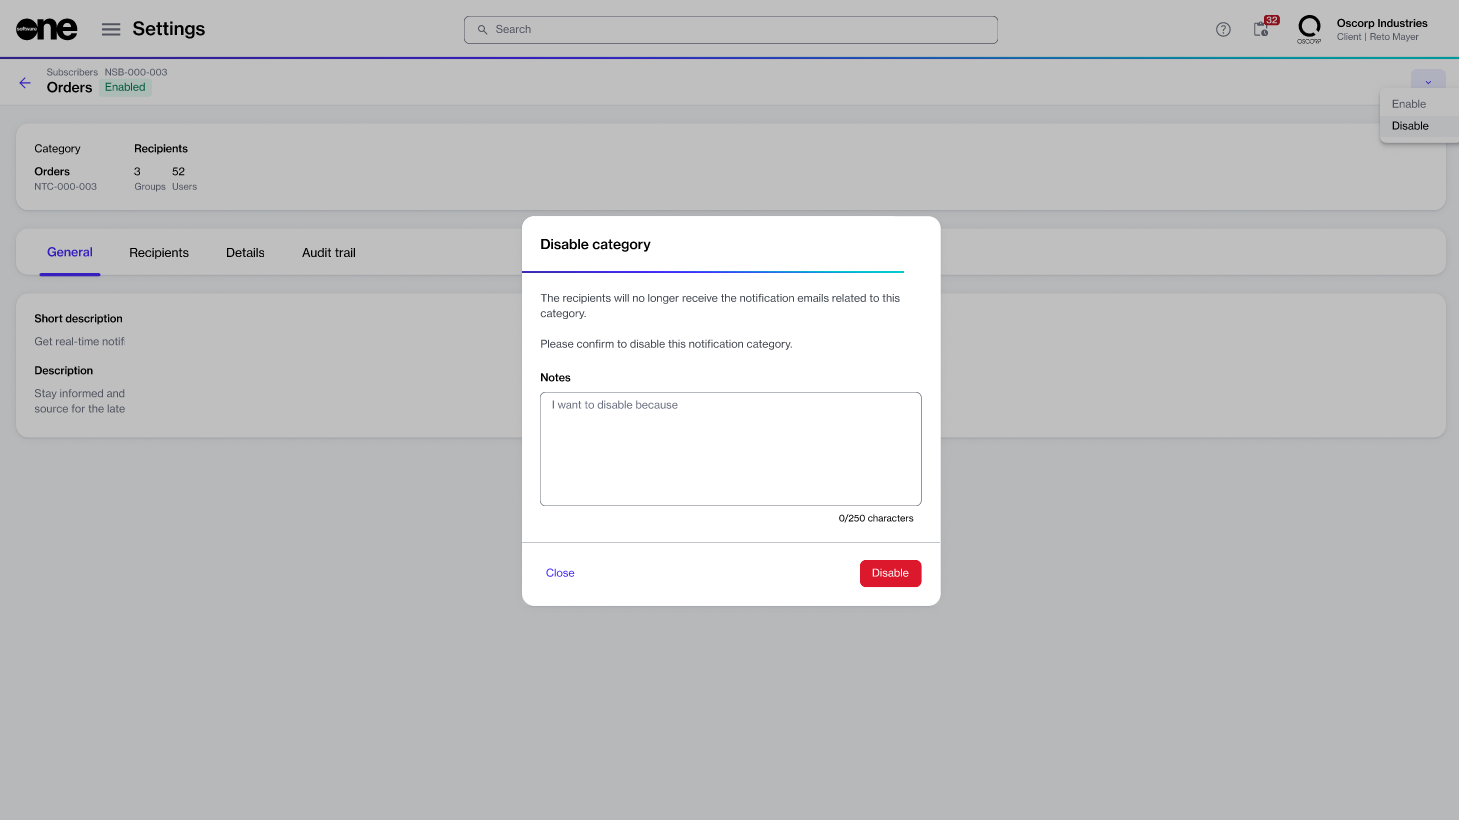 software one
Settings
Search
32
OSCORP
Oscorp Industries
Client | Reto Mayer
Subscribers NSB-000-003
Orders Enabled
Enable
Disable
Category Recipients
Orders 3 52
NTC-000-003 Groups Users
General Recipients Details Audit trail
Short description
Get real-time notif
Description
Stay informed and
source for the late
Disable category
The recipients will no longer receive the notification emails related to this
category.
Please confirm to disable this notification category.
Notes
I want to disable because
0/250 characters
Close Disable